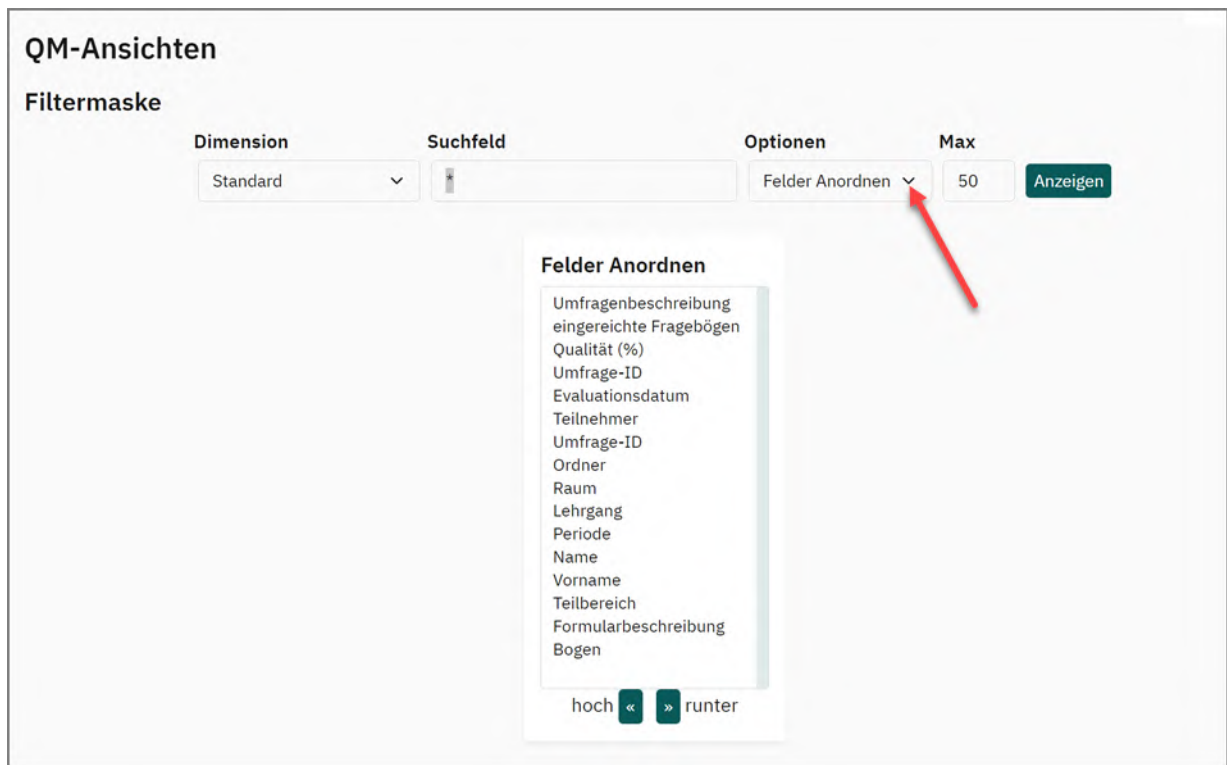 QM-Ansichten
Filtermaske
Dimension Suchfeld Optionen Max
Standard * Felder Anordnen 50 Anzeigen
Felder Anordnen
Umfragenbeschreibung
eingereichte Fragebögen
Qualität (%)
Umfrage-ID
Evaluationsdatum
Teilnehmer
Umfrage-ID
Ordner
Raum
Lehrgang
Periode
Name
Vorname
Teilbereich
Formularbeschreibung
Bogen
hoch « » runter